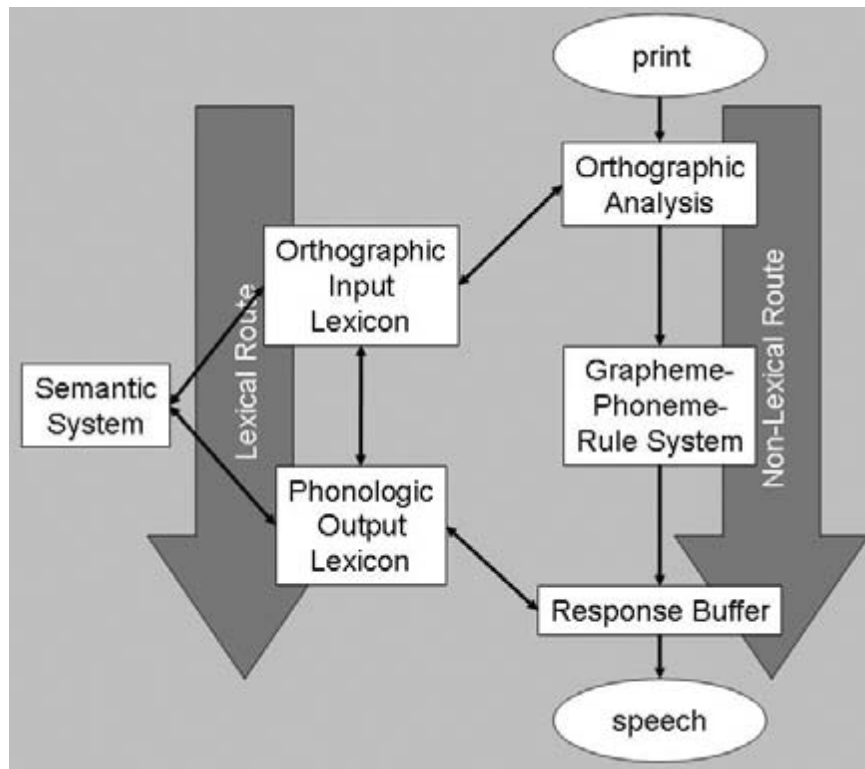 print
Orthographic
Analysis
Orthographic
Input
Lexicon
Lexical Route
Semantic
System
Grapheme-
Phoneme-
Rule System
Non-Lexical Route
Phonologic
Output
Lexicon
Response Buffer
speech